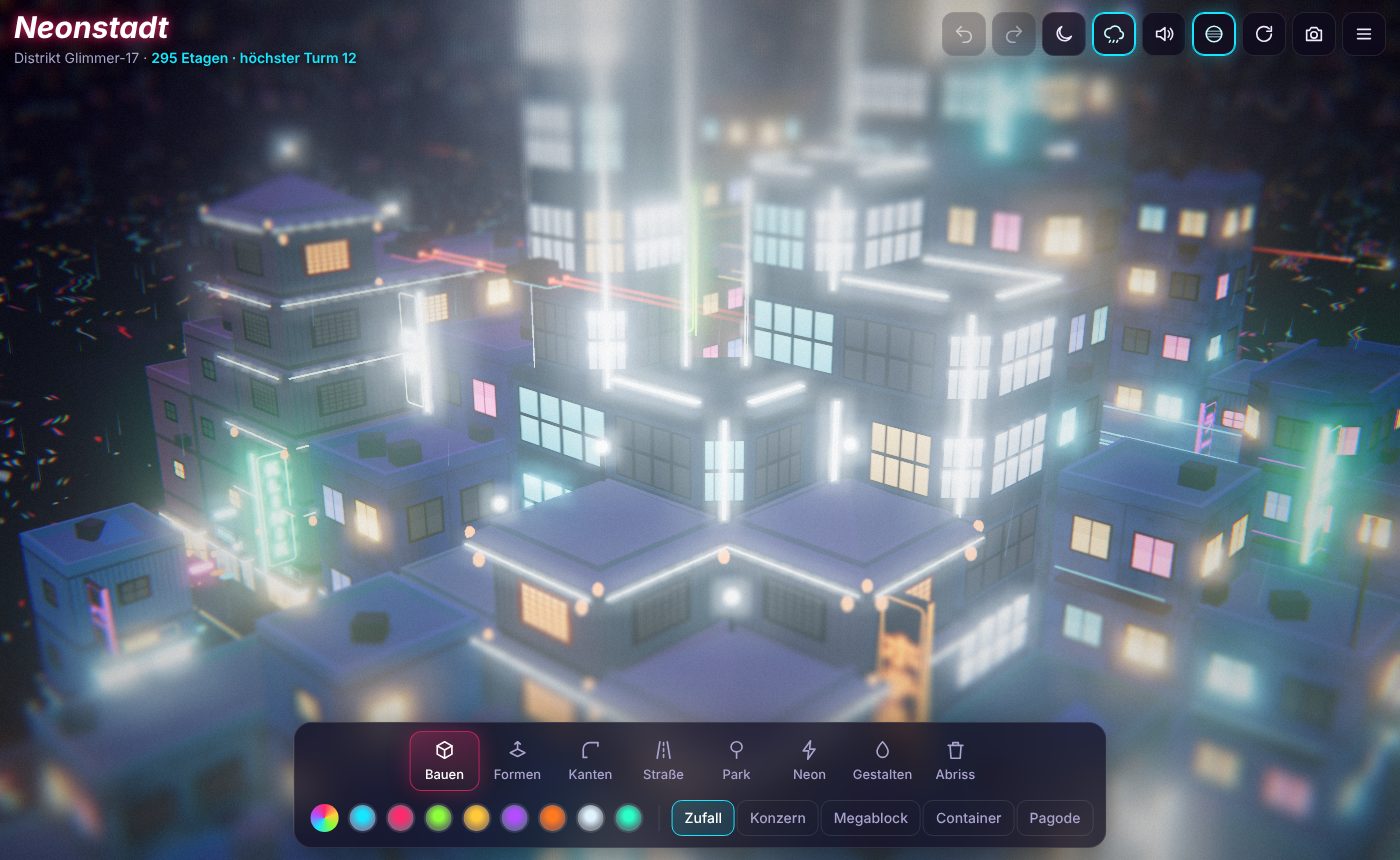 Neonstadt
Distrikt Glimmer-17 · 295 Etagen · höchster Turm 12
Bauen
Formen
Kanten
Straße
Park
Neon
Gestalten
Abriss
Zufall
Konzern
Megablock
Container
Pagode